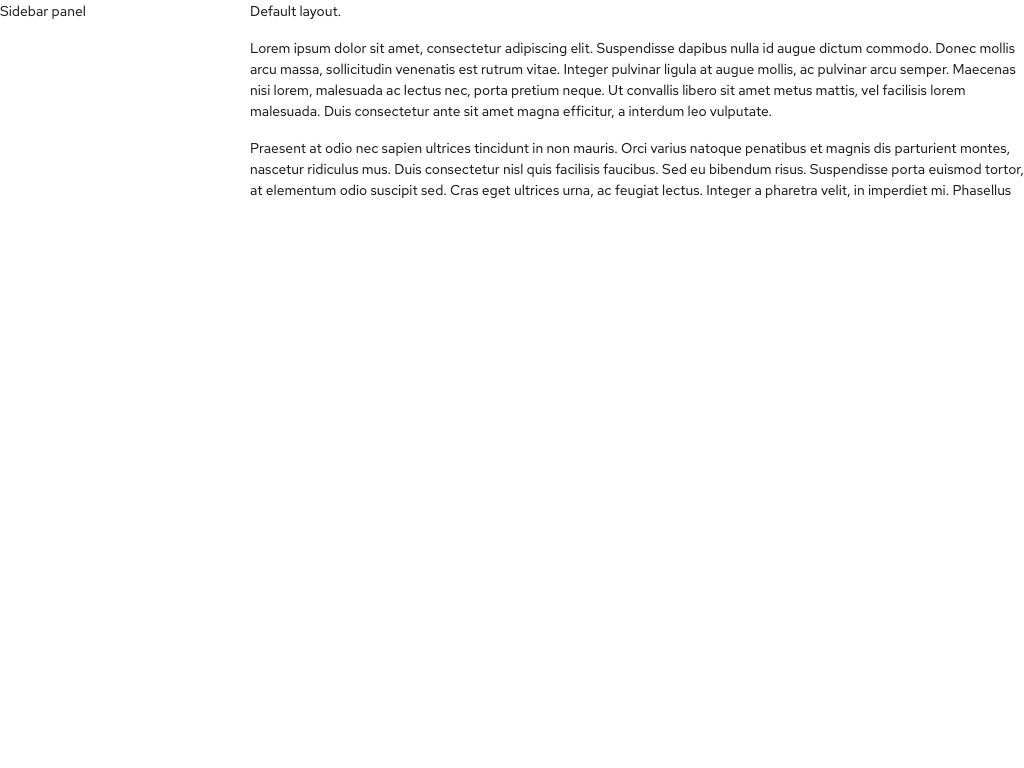 Sidebar panel
Default layout.
Lorem ipsum dolor sit amet, consectetur adipiscing elit. Suspendisse dapibus nulla id augue dictum commodo. Donec mollis
arcu massa, sollicitudin venenatis est rutrum vitae. Integer pulvinar ligula at augue mollis, ac pulvinar arcu semper. Maecenas
nisi lorem, malesuada ac lectus nec, porta pretium neque. Ut convallis libero sit amet metus mattis, vel facilisis lorem
malesuada. Duis consectetur ante sit amet magna efficitur, a interdum leo vulputate.
Praesent at odio nec sapien ultrices tincidunt in non mauris. Orci varius natoque penatibus et magnis dis parturient montes,
nascetur ridiculus mus. Duis consectetur nisl quis facilisis faucibus. Sed eu bibendum risus. Suspendisse porta euismod tortor,
at elementum odio suscipit sed. Cras eget ultrices urna, ac feugiat lectus. Integer a pharetra velit, in imperdiet mi. Phasellus